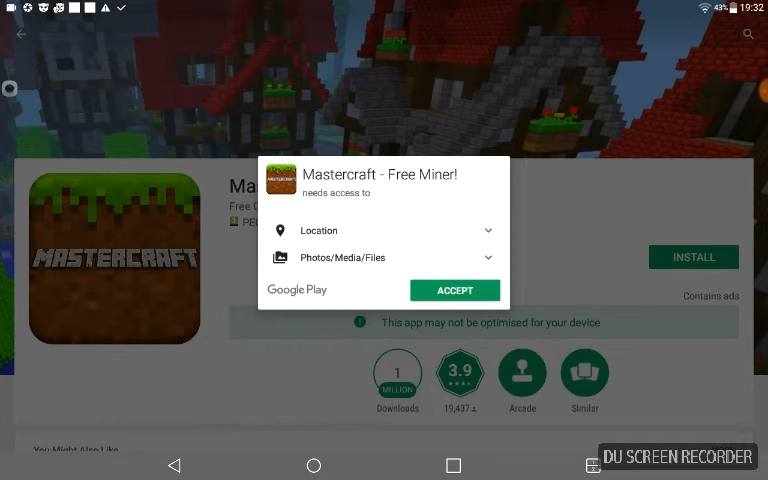 43% 19:32
Mastercraft - Free Miner!
needs access to
Location
Photos/Media/Files
Google Play
ACCEPT
Ma
Free
PE
MASTERCRAFT
INSTALL
Contains ads
This app may not be optimised for your device
1
MILLION
Downloads
3.9
19,437
Arcade
Similar
You Might Also Like
DU SCREEN RECORDER